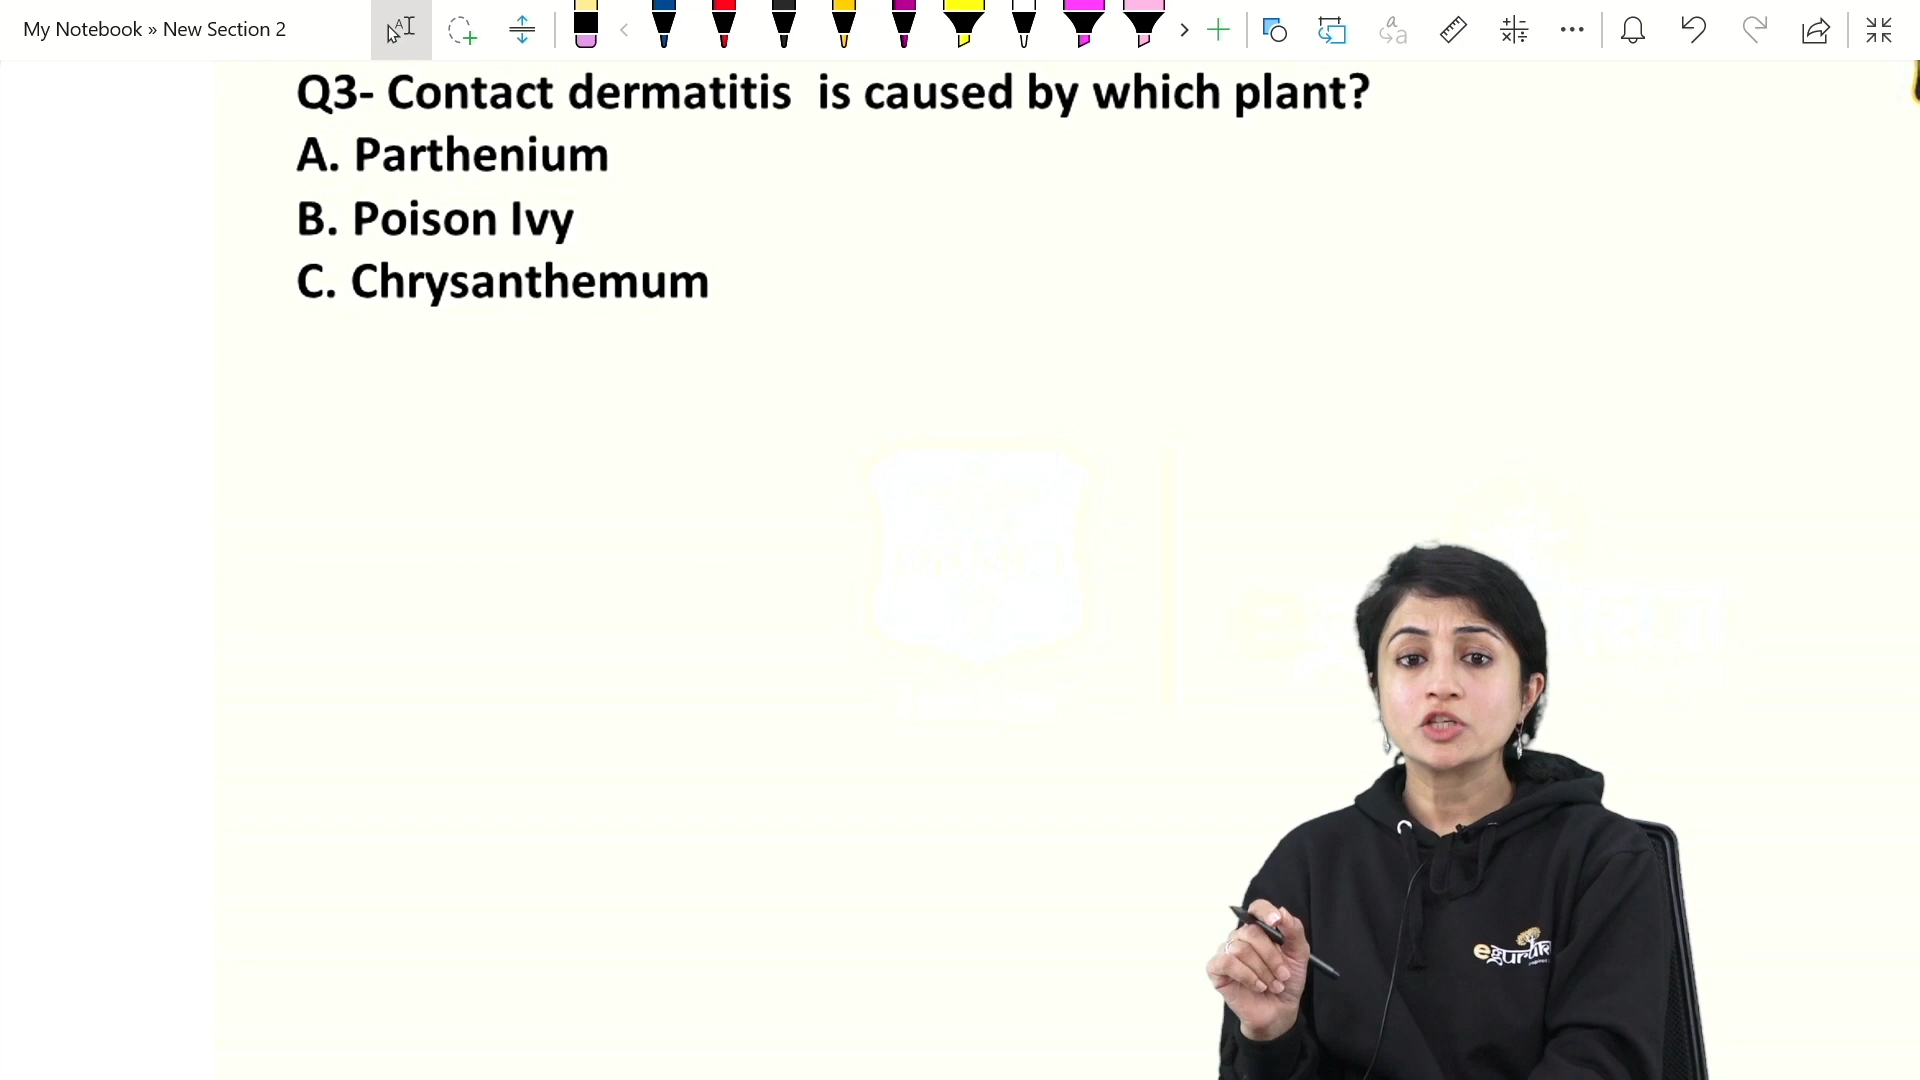 My Notebook » New Section 2
Q3- Contact dermatitis is caused by which plant?
A. Parthenium
B. Poison Ivy
C. Chrysanthemum